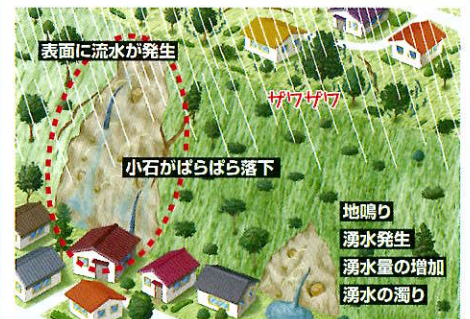 表面に流水が発生
ザワザワ
小石がぱらぱら落下
地鳴り
湧水発生
湧水量の増加
湧水の濁り